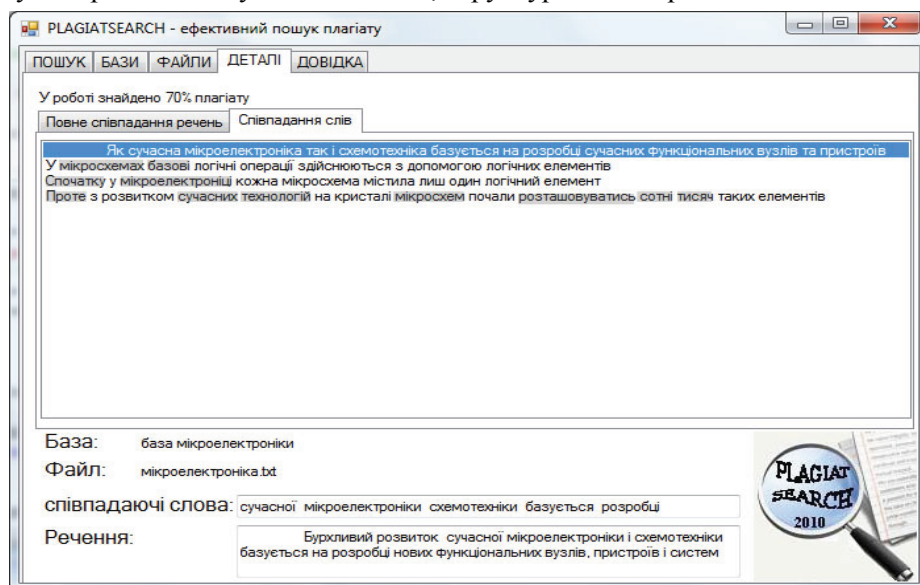 PLAGIATSEARCH - ефективний пошук плагіату
ПОШУК БАЗИ ФАЙЛИ ДЕТАЛІ ДОВІДКА
У роботі знайдено 70% плагіату
Повне співпадання речень Співпадання слів
Як сучасна мікроелектроніка так і схемотехніка базується на розробці сучасних функціональних вузлів та пристроїв
У мікросхемах базові логічні операції здійснюються з допомогою логічних елементів
Спочатку у мікроелектроніці кожна мікросхема містила лиш один логічний елемент
Проте з розвитком сучасних технологій на кристалі мікросхем почали розташовуватись сотні тисяч таких елементів
База: база мікроелектроніки
Файл: мікроелектроніка.txt
співпадаючі слова: сучасної мікроелектроніки схемотехніки базується розробці
Речення: Бурхливий розвиток сучасної мікроелектроніки і схемотехніки
базується на розробці нових функціональних вузлів, пристроїв і систем
PLAGIAT
SEARCH
2010